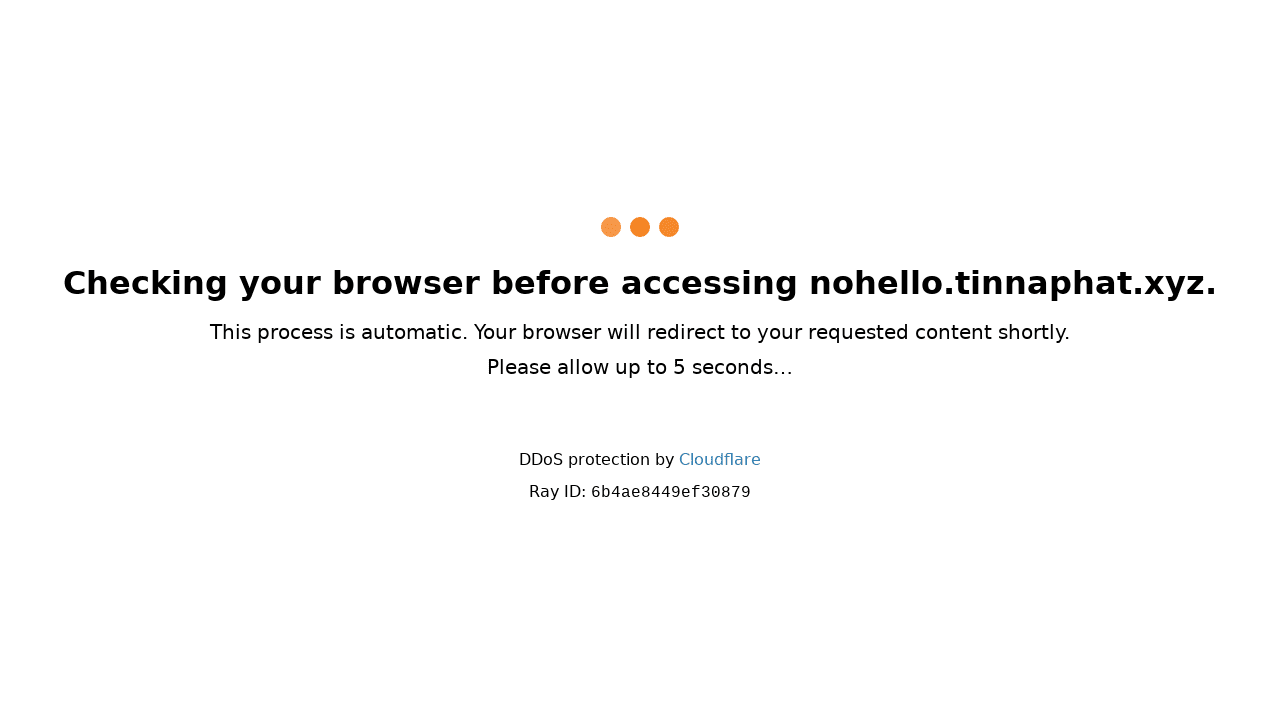 Checking your browser before accessing nohello.tinnaphat.xyz.
This process is automatic. Your browser will redirect to your requested content shortly.
Please allow up to 5 seconds…
DDoS protection by Cloudflare
Ray ID: 6b4ae8449ef30879